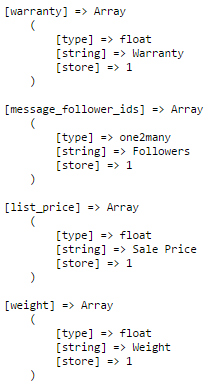 [warranty] => Array
(
[type] => float
[string] => Warranty
[store] => 1
)
[message_follower_ids] => Array
(
[type] => one2many
[string] => Followers
[store] => 1
)
[list_price] => Array
(
[type] => float
[string] => Sale Price
[store] => 1
)
[weight] => Array
(
[type] => float
[string] => Weight
[store] => 1
)